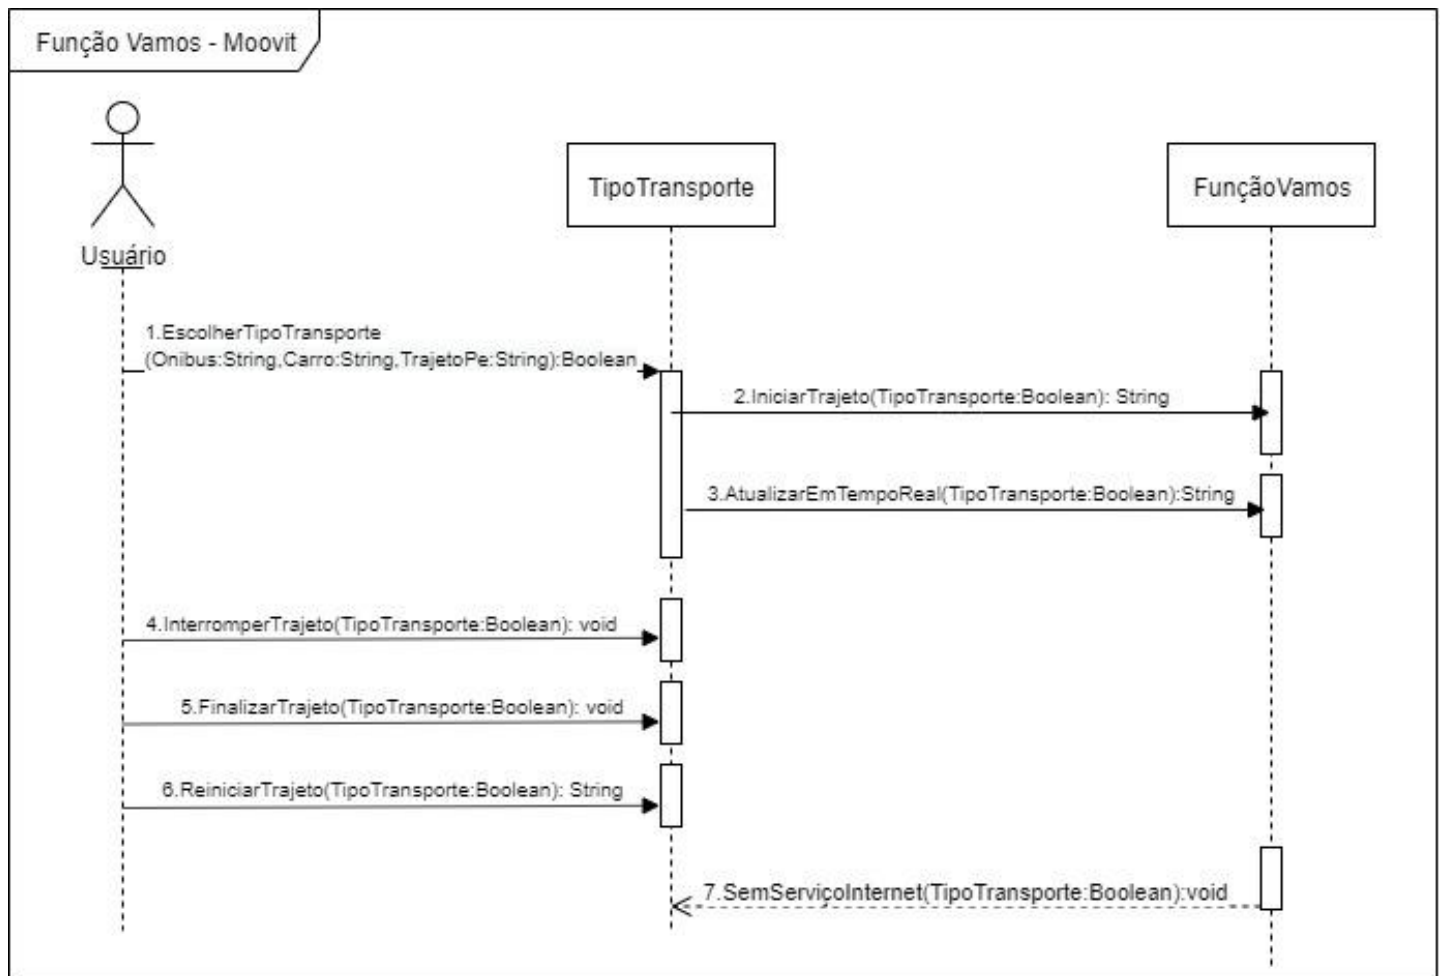 Função Vamos - Moovit
Usuário
TipoTransporte
FunçãoVamos
1.EscolherTipoTransporte
(Onibus:String,Carro:String,TrajetoPe:String):Boolean
2.IniciarTrajeto(TipoTransporte:Boolean): String
3.AtualizarEmTempoReal(TipoTransporte:Boolean):String
4.InterromperTrajeto(TipoTransporte:Boolean): void
5.FinalizarTrajeto(TipoTransporte:Boolean): void
6.ReiniciarTrajeto(TipoTransporte:Boolean): String
7.SemServiçoInternet(TipoTransporte:Boolean):void